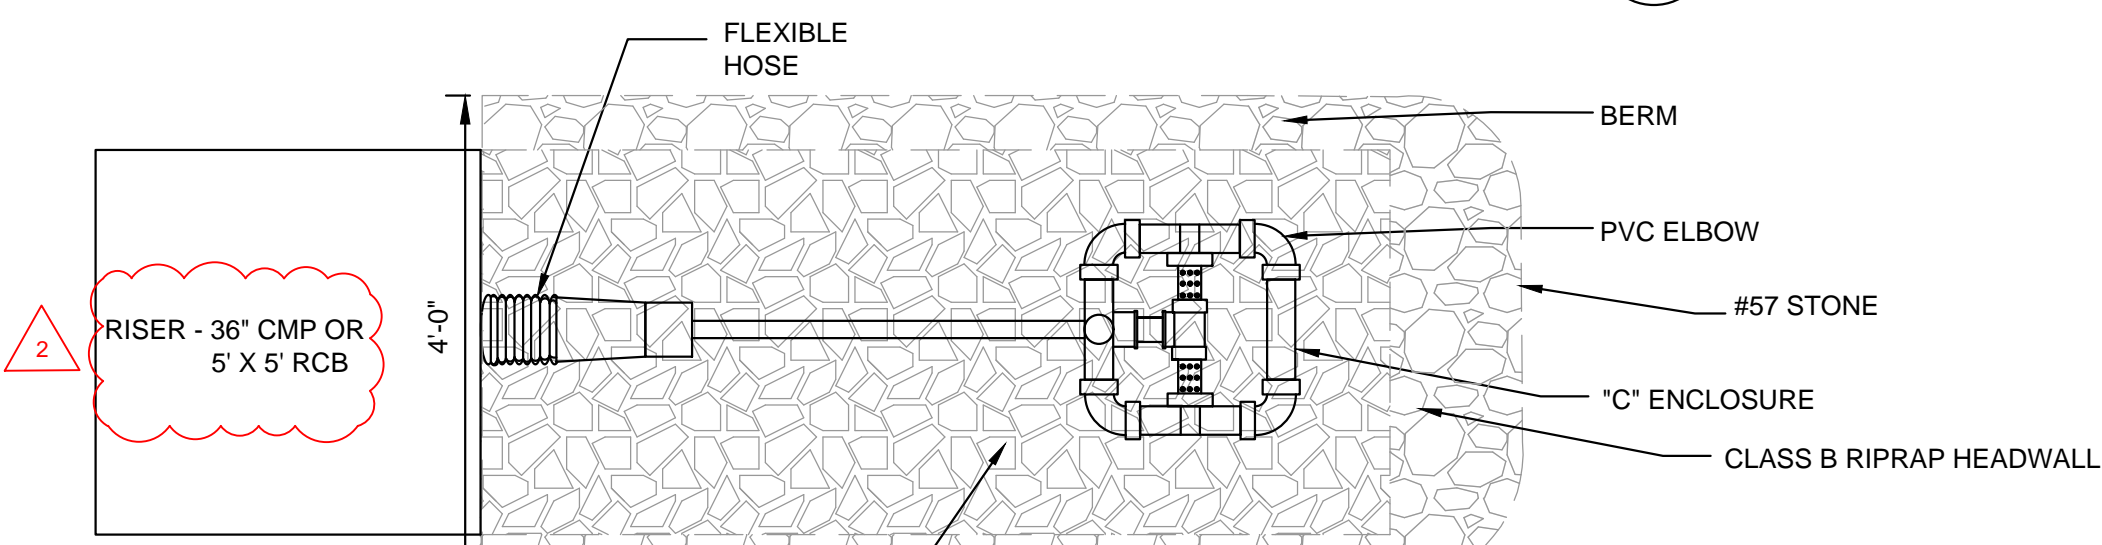 FLEXIBLE
HOSE
BERM
PVC ELBOW
#57 STONE
"C" ENCLOSURE
CLASS B RIPRAP HEADWALL
4'-0"
RISER - 36" CMP OR
5' X 5' RCB
2